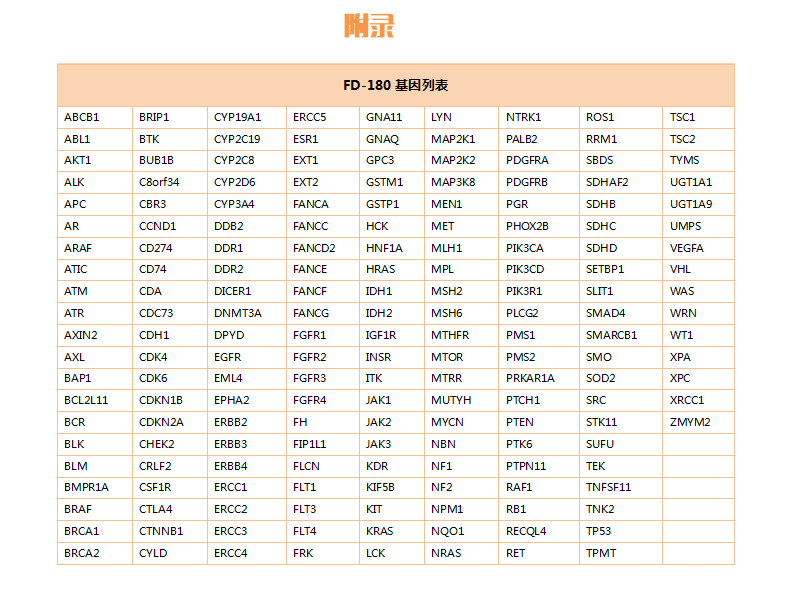 附录
FD-180 基因列表
ABCB1 BRIP1 CYP19A1 ERCC5 GNA11 LYN NTRK1 ROS1 TSC1
ABL1 BTK CYP2C19 ESR1 GNAQ MAP2K1 PALB2 RRM1 TSC2
AKT1 BUB1B CYP2C8 EXT1 GPC3 MAP2K2 PDGFRA SBDS TYMS
ALK C8orf34 CYP2D6 EXT2 GSTM1 MAP3K8 PDGFRB SDHAF2 UGT1A1
APC CBR3 CYP3A4 FANCA GSTP1 MEN1 PGR SDHB UGT1A9
AR CCND1 DDB2 FANCC HCK MET PHOX2B SDHC UMPS
ARAF CD274 DDR1 FANCD2 HNF1A MLH1 PIK3CA SDHD VEGFA
ATIC CD74 DDR2 FANCE HRAS MPL PIK3CD SETBP1 VHL
ATM CDA DICER1 FANCF IDH1 MSH2 PIK3R1 SLIT1 WAS
ATR CDC73 DNMT3A FANCG IDH2 MSH6 PLCG2 SMAD4 WRN
AXIN2 CDH1 DPYD FGFR1 IGF1R MTHFR PMS1 SMARCB1 WT1
AXL CDK4 EGFR FGFR2 INSR MTOR PMS2 SMO XPA
BAP1 CDK6 EML4 FGFR3 ITK MTRR PRKAR1A SOD2 XPC
BCL2L11 CDKN1B EPHA2 FGFR4 JAK1 MUTYH PTCH1 SRC XRCC1
BCR CDKN2A ERBB2 FH JAK2 MYCN PTEN STK11 ZMYM2
BLK CHEK2 ERBB3 FIP1L1 JAK3 NBN PTK6 SUFU
BLM CRLF2 ERBB4 FLCN KDR NF1 PTPN11 TEK
BMPR1A CSF1R ERCC1 FLT1 KIF5B NF2 RAF1 TNFSF11
BRAF CTLA4 ERCC2 FLT3 KIT NPM1 RB1 TNK2
BRCA1 CTNNB1 ERCC3 FLT4 KRAS NQO1 RECQL4 TP53
BRCA2 CYLD ERCC4 FRK LCK NRAS RET TPMT